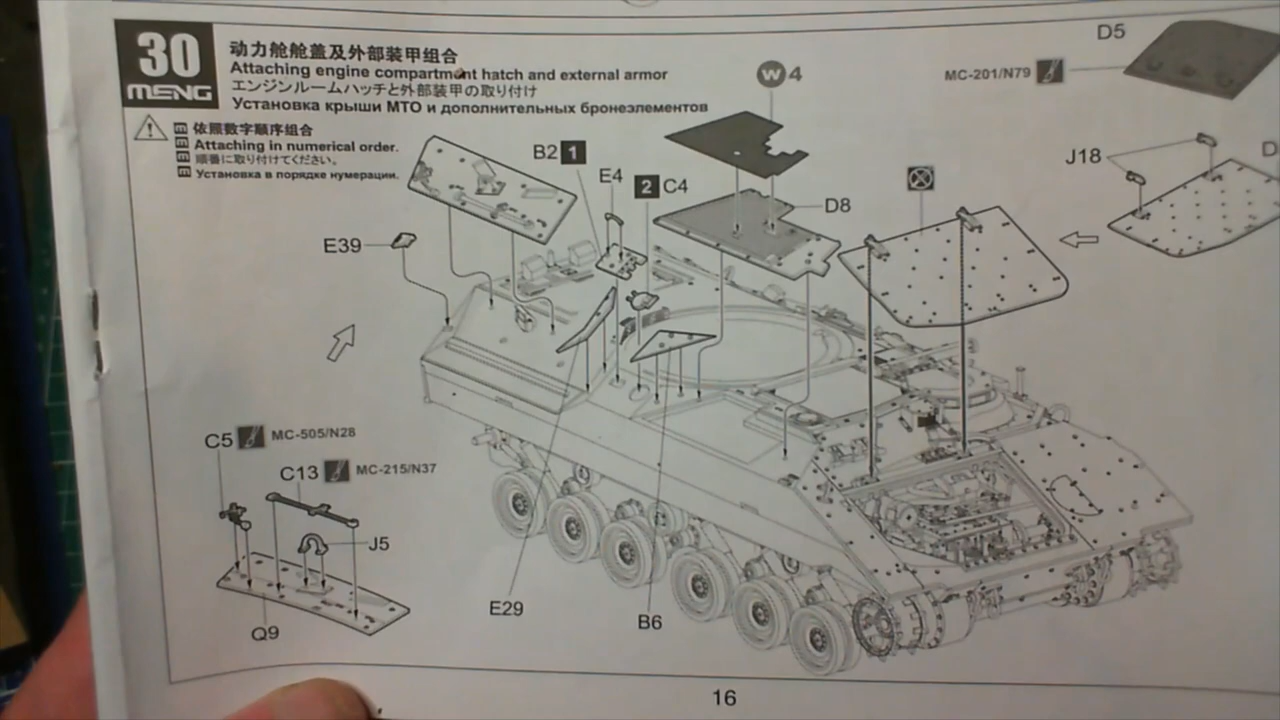 30
MENG
动力舱舱盖及外部装甲组合
Attaching engine compartment hatch and external armor
エンジンルームハッチと外部装甲の取り付け
Установка крыши МТО и дополнительных бронеэлементов
依照数字顺序组合
Attaching in numerical order.
順番に取り付けてください。
Установка в порядке нумерации.
W 4
D5
MC-201/N79
J18
D
B2 1
E4
2 C4
D8
E39
C5 MC-505/N28
C13 MC-215/N37
J5
Q9
E29
B6
16